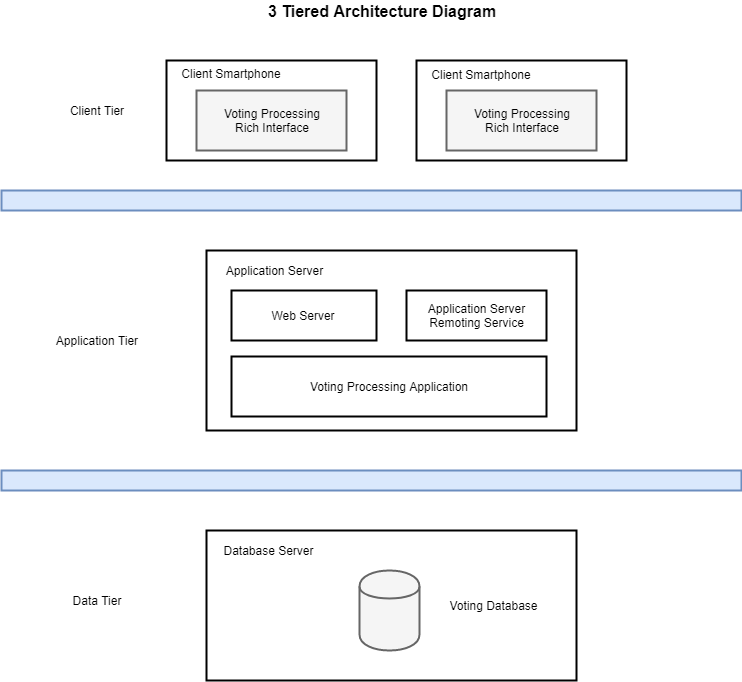 3 Tiered Architecture Diagram
Client Smartphone
Client Smartphone
Client Tier
Voting Processing
Rich Interface
Voting Processing
Rich Interface
Application Server
Web Server
Application Server
Remoting Service
Application Tier
Voting Processing Application
Database Server
Data Tier
Voting Database